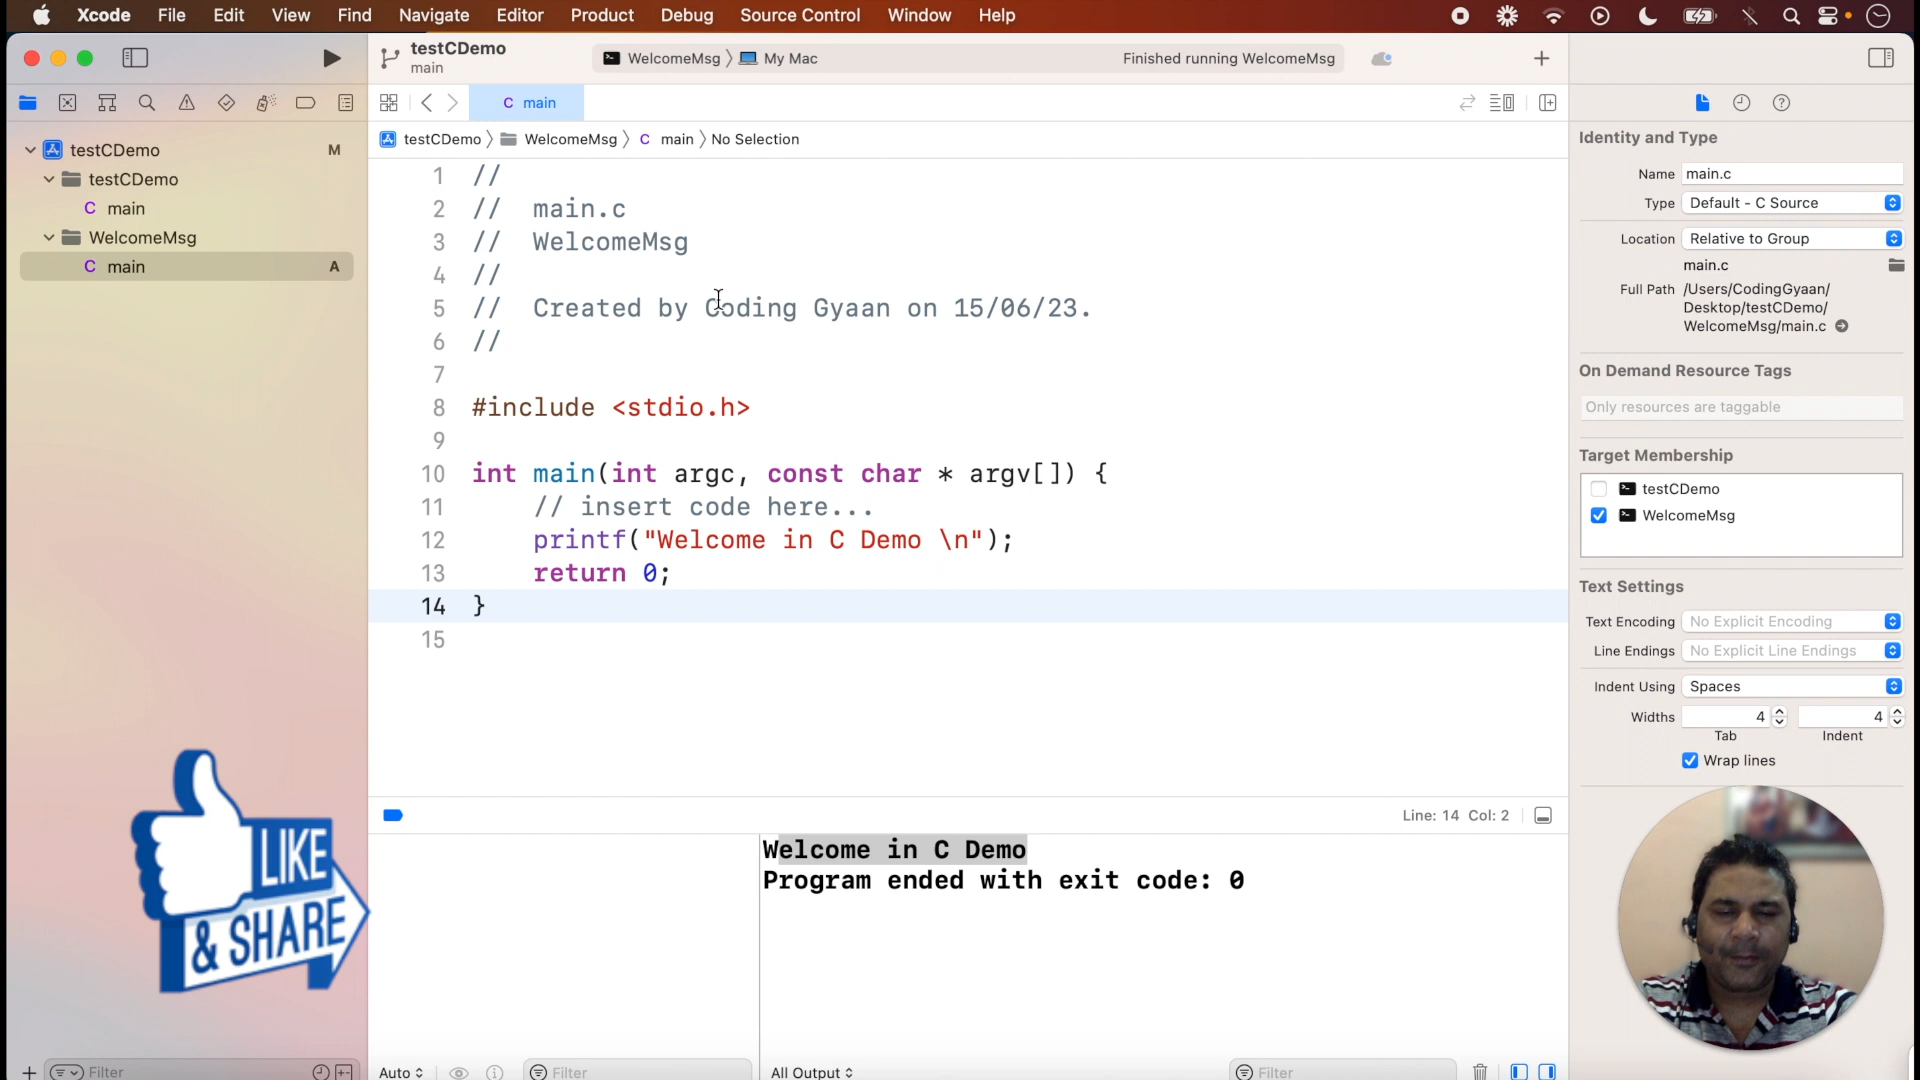 Xcode File Edit View Find Navigate Editor Product Debug Source Control Window Help
testCDemo
main
WelcomeMsg My Mac Finished running WelcomeMsg
C main
testCDemo WelcomeMsg C main No Selection
testCDemo M
testCDemo
C main
WelcomeMsg
C main A
1 //
2 // main.c
3 // WelcomeMsg
4 //
5 // Created by Coding Gyaan on 15/06/23.
6 //
7
8 #include <stdio.h>
9
10 int main(int argc, const char * argv[]) {
11 // insert code here...
12 printf("Welcome in C Demo \n");
13 return 0;
14 }
15
Line: 14 Col: 2
Welcome in C Demo
Program ended with exit code: 0
Filter
Auto
Filter
All Output
Filter
Identity and Type
Name main.c
Type Default - C Source
Location Relative to Group
main.c
Full Path /Users/CodingGyaan/
Desktop/testCDemo/
WelcomeMsg/main.c
On Demand Resource Tags
Only resources are taggable
Target Membership
testCDemo
WelcomeMsg
Text Settings
Text Encoding No Explicit Encoding
Line Endings No Explicit Line Endings
Indent Using Spaces
Widths 4 4
Tab Indent
Wrap lines
LIKE
& SHARE